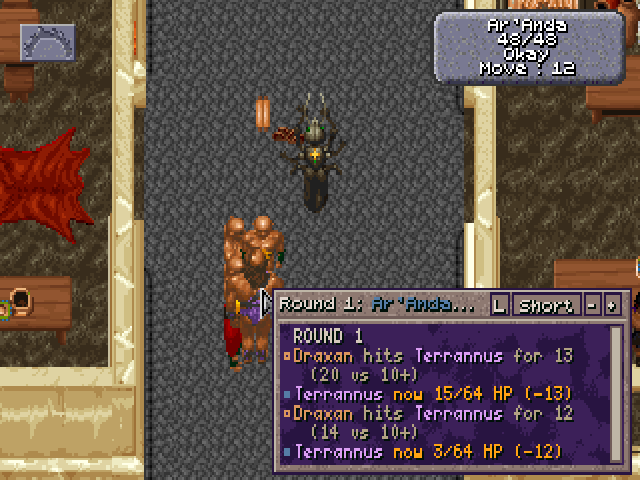 Ar'Anda
48/48
Okay
Move : 12
Round 1: Ar'Anda... L Short - +
ROUND 1
Draxan hits Terrannus for 13
(20 vs 10+)
Terrannus now 15/64 HP (-13)
Draxan hits Terrannus for 12
(14 vs 10+)
Terrannus now 3/64 HP (-12)